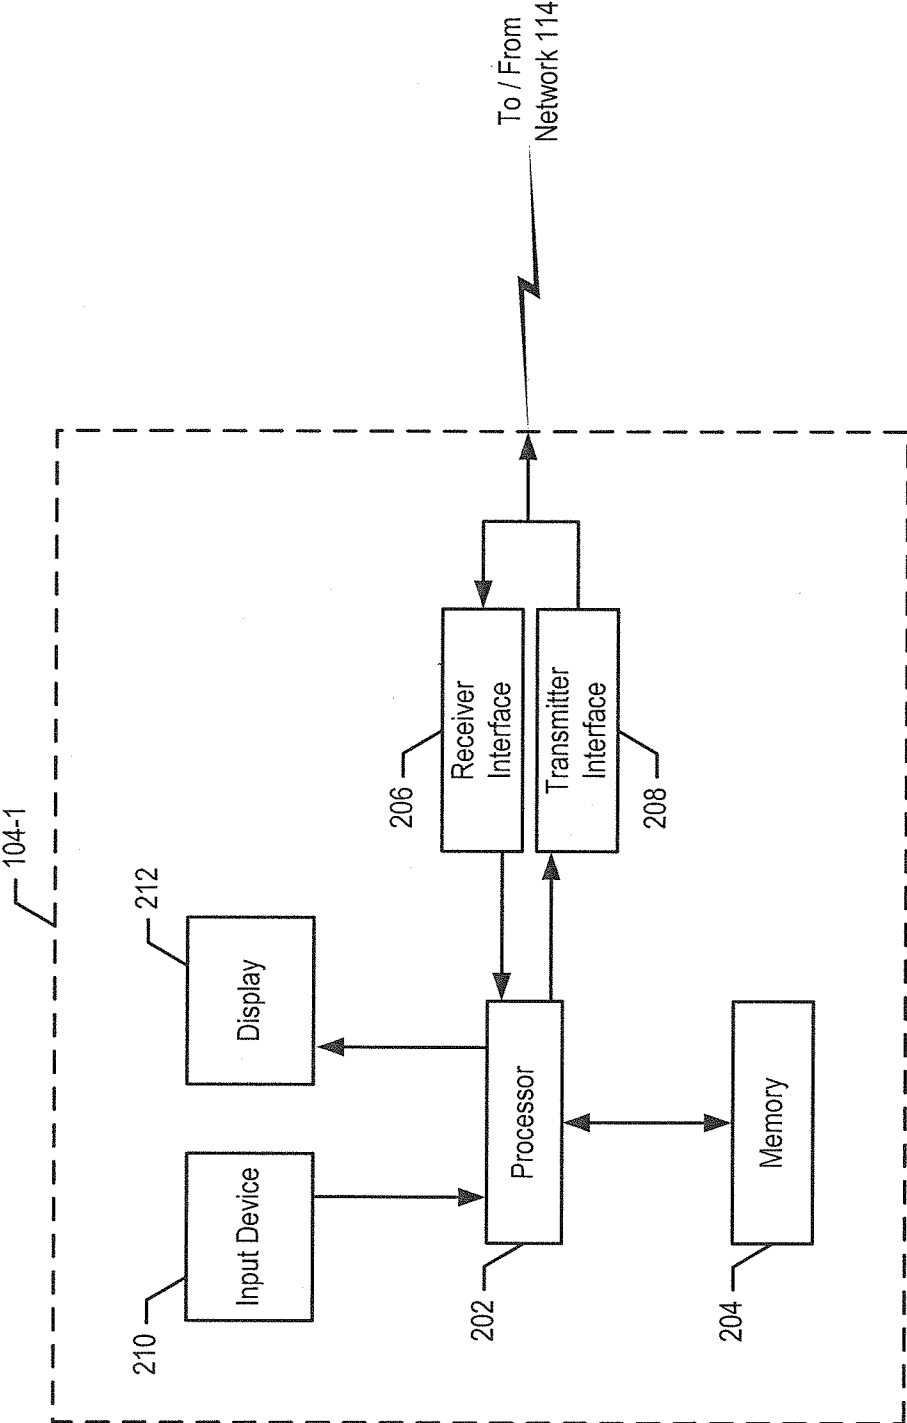 104-1
210
212
Input Device
Display
206
Receiver
Interface
202
Processor
To / From
Network 114
Transmitter
Interface
208
204
Memory